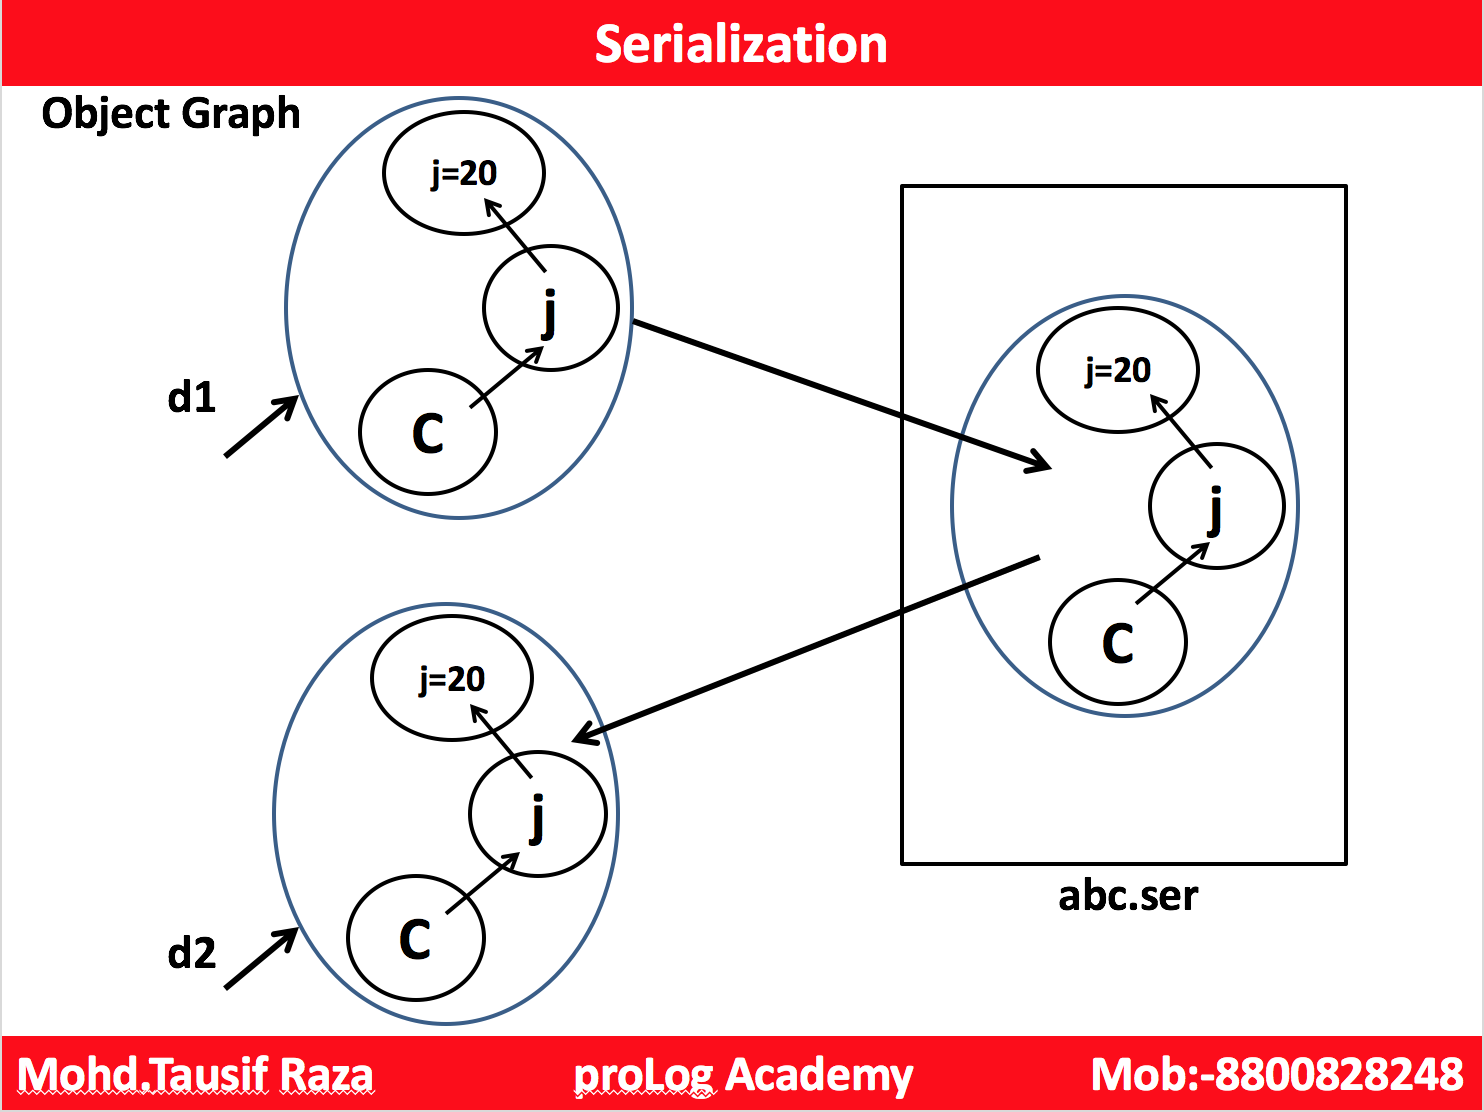 Serialization
Object Graph
j=20
j
C
d1
j=20
j
C
abc.ser
j=20
j
C
d2
Mohd.Tausif Raza
proLog Academy
Mob:-8800828248